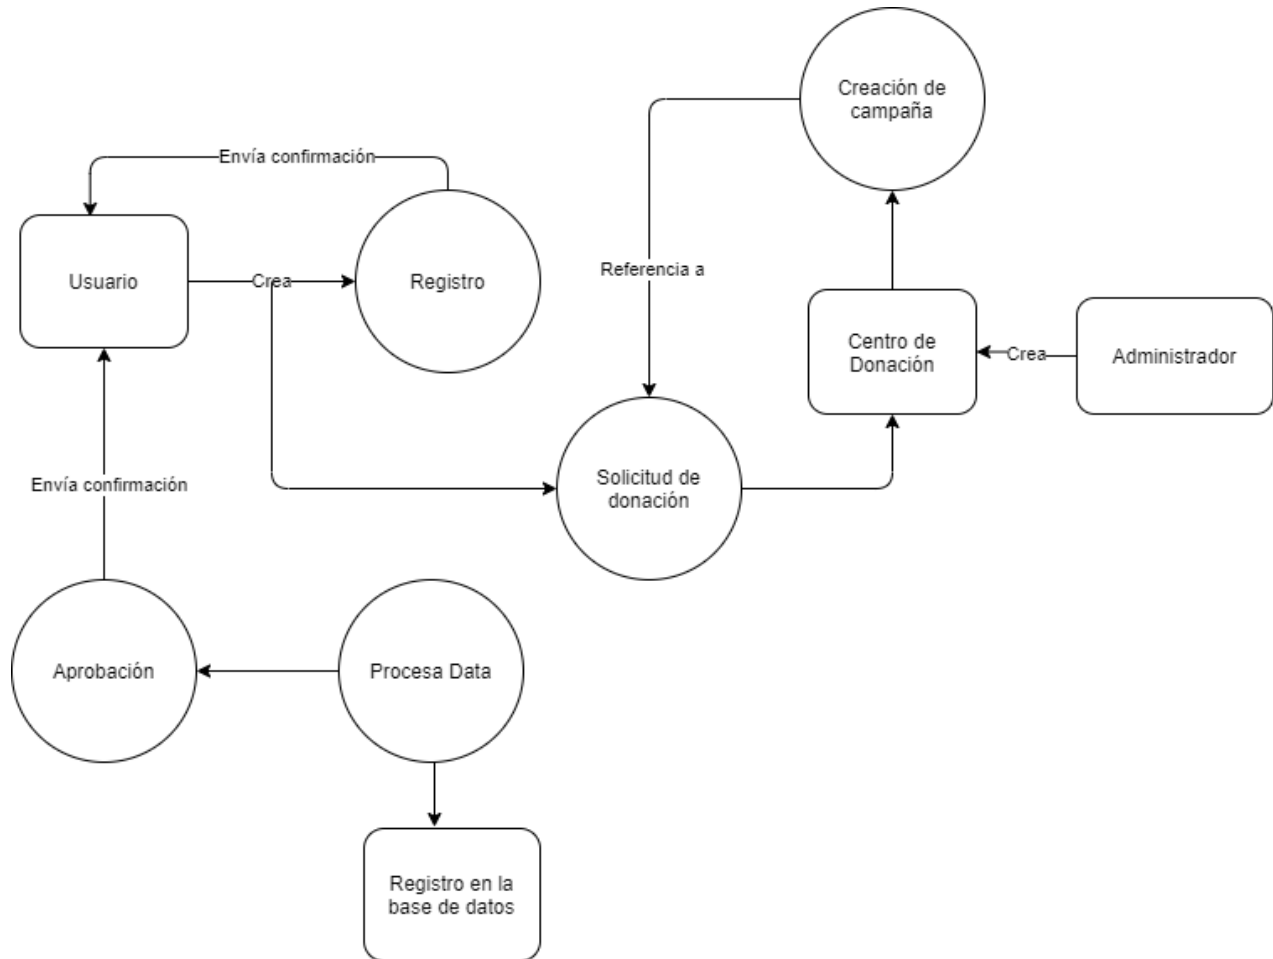 Creación de
campaña
Envía confirmación
Usuario
Crea
Registro
Referencia a
Centro de
Donación
Crea
Administrador
Envía confirmación
Solicitud de
donación
Aprobación
Procesa Data
Registro en la
base de datos